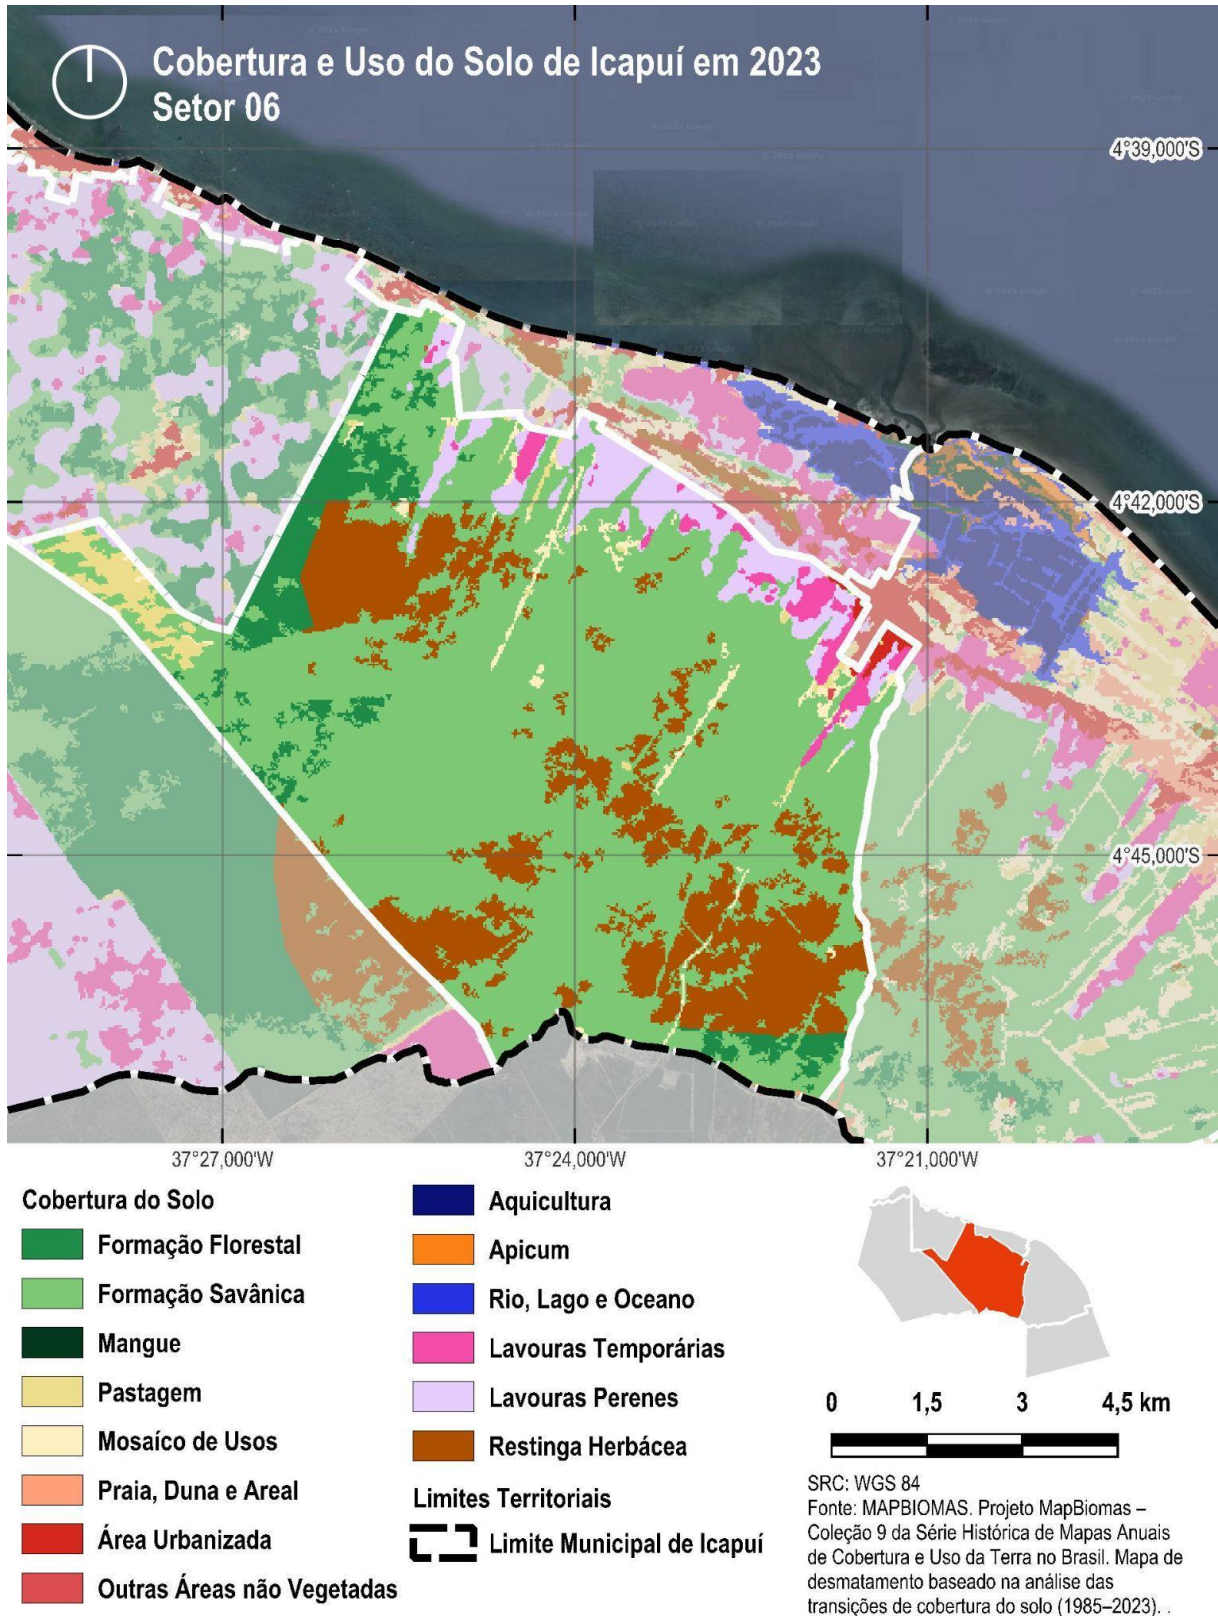 Cobertura e Uso do Solo de Icapuí em 2023
Setor 06
4°39,000'S
4°42,000'S
4°45,000'S
37°27,000'W
37°24,000'W
37°21,000'W
Cobertura do Solo
Formação Florestal
Formação Savânica
Mangue
Pastagem
Mosaíco de Usos
Praia, Duna e Areal
Área Urbanizada
Outras Áreas não Vegetadas
Aquicultura
Apicum
Rio, Lago e Oceano
Lavouras Temporárias
Lavouras Perenes
Restinga Herbácea
Limites Territoriais
Limite Municipal de Icapuí
0 1,5 3 4,5 km
SRC: WGS 84
Fonte: MAPBIOMAS. Projeto MapBiomas –
Coleção 9 da Série Histórica de Mapas Anuais
de Cobertura e Uso da Terra no Brasil. Mapa de
desmatamento baseado na análise das
transições de cobertura do solo (1985–2023). .